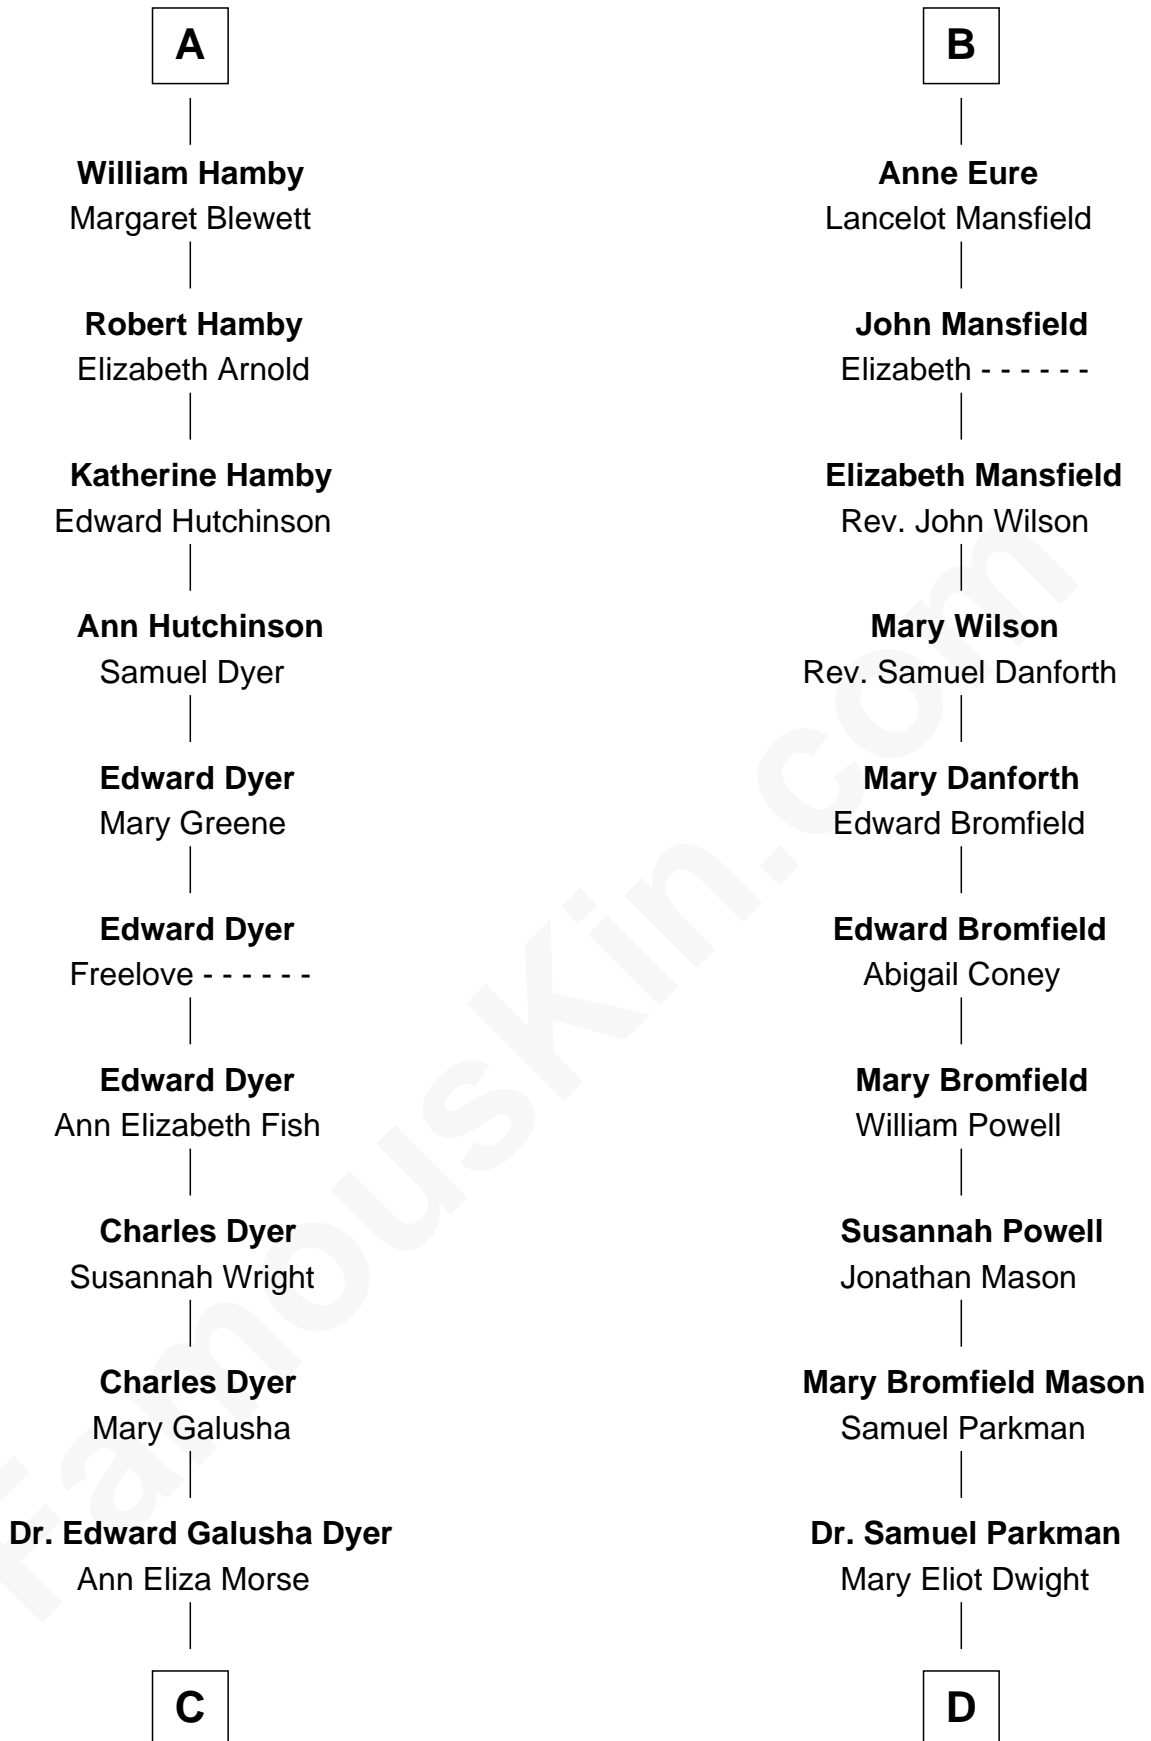 A
William Hamby
Margaret Blewett
Robert Hamby
Elizabeth Arnold
Katherine Hamby
Edward Hutchinson
Ann Hutchinson
Samuel Dyer
Edward Dyer
Mary Greene
Edward Dyer
Freelove - - - - - -
Edward Dyer
Ann Elizabeth Fish
Charles Dyer
Susannah Wright
Charles Dyer
Mary Galusha
Dr. Edward Galusha Dyer
Ann Eliza Morse
C
B
Anne Eure
Lancelot Mansfield
John Mansfield
Elizabeth - - - - - -
Elizabeth Mansfield
Rev. John Wilson
Mary Wilson
Rev. Samuel Danforth
Mary Danforth
Edward Bromfield
Edward Bromfield
Abigail Coney
Mary Bromfield
William Powell
Susannah Powell
Jonathan Mason
Mary Bromfield Mason
Samuel Parkman
Dr. Samuel Parkman
Mary Eliot Dwight
D
FamousKin.com